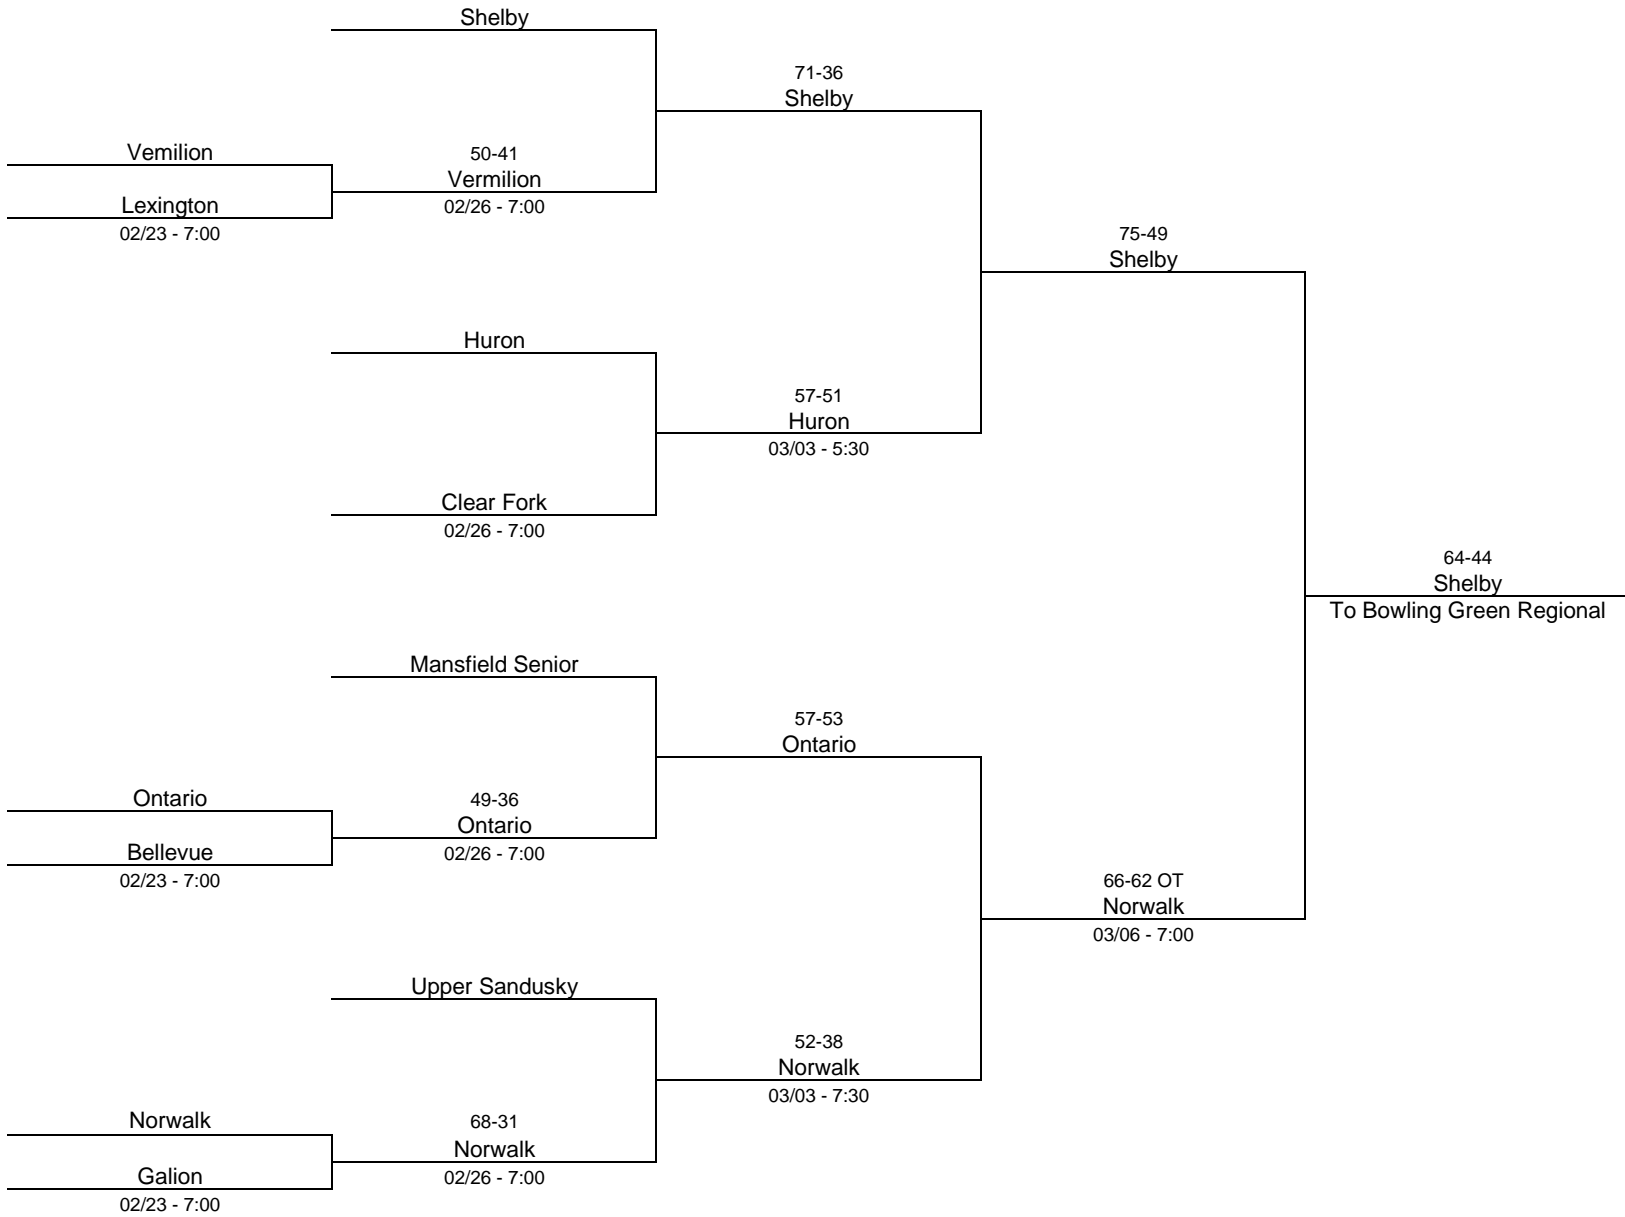 Shelby
71-36
Shelby
Vemilion
50-41
Vermilion
Lexington
02/26 - 7:00
02/23 - 7:00
75-49
Shelby
Huron
57-51
Huron
03/03 - 5:30
Clear Fork
02/26 - 7:00
64-44
Shelby
To Bowling Green Regional
Mansfield Senior
57-53
Ontario
Ontario
49-36
Ontario
Bellevue
02/26 - 7:00
02/23 - 7:00
66-62 OT
Norwalk
03/06 - 7:00
Upper Sandusky
52-38
Norwalk
03/03 - 7:30
Norwalk
68-31
Norwalk
Galion
02/26 - 7:00
02/23 - 7:00